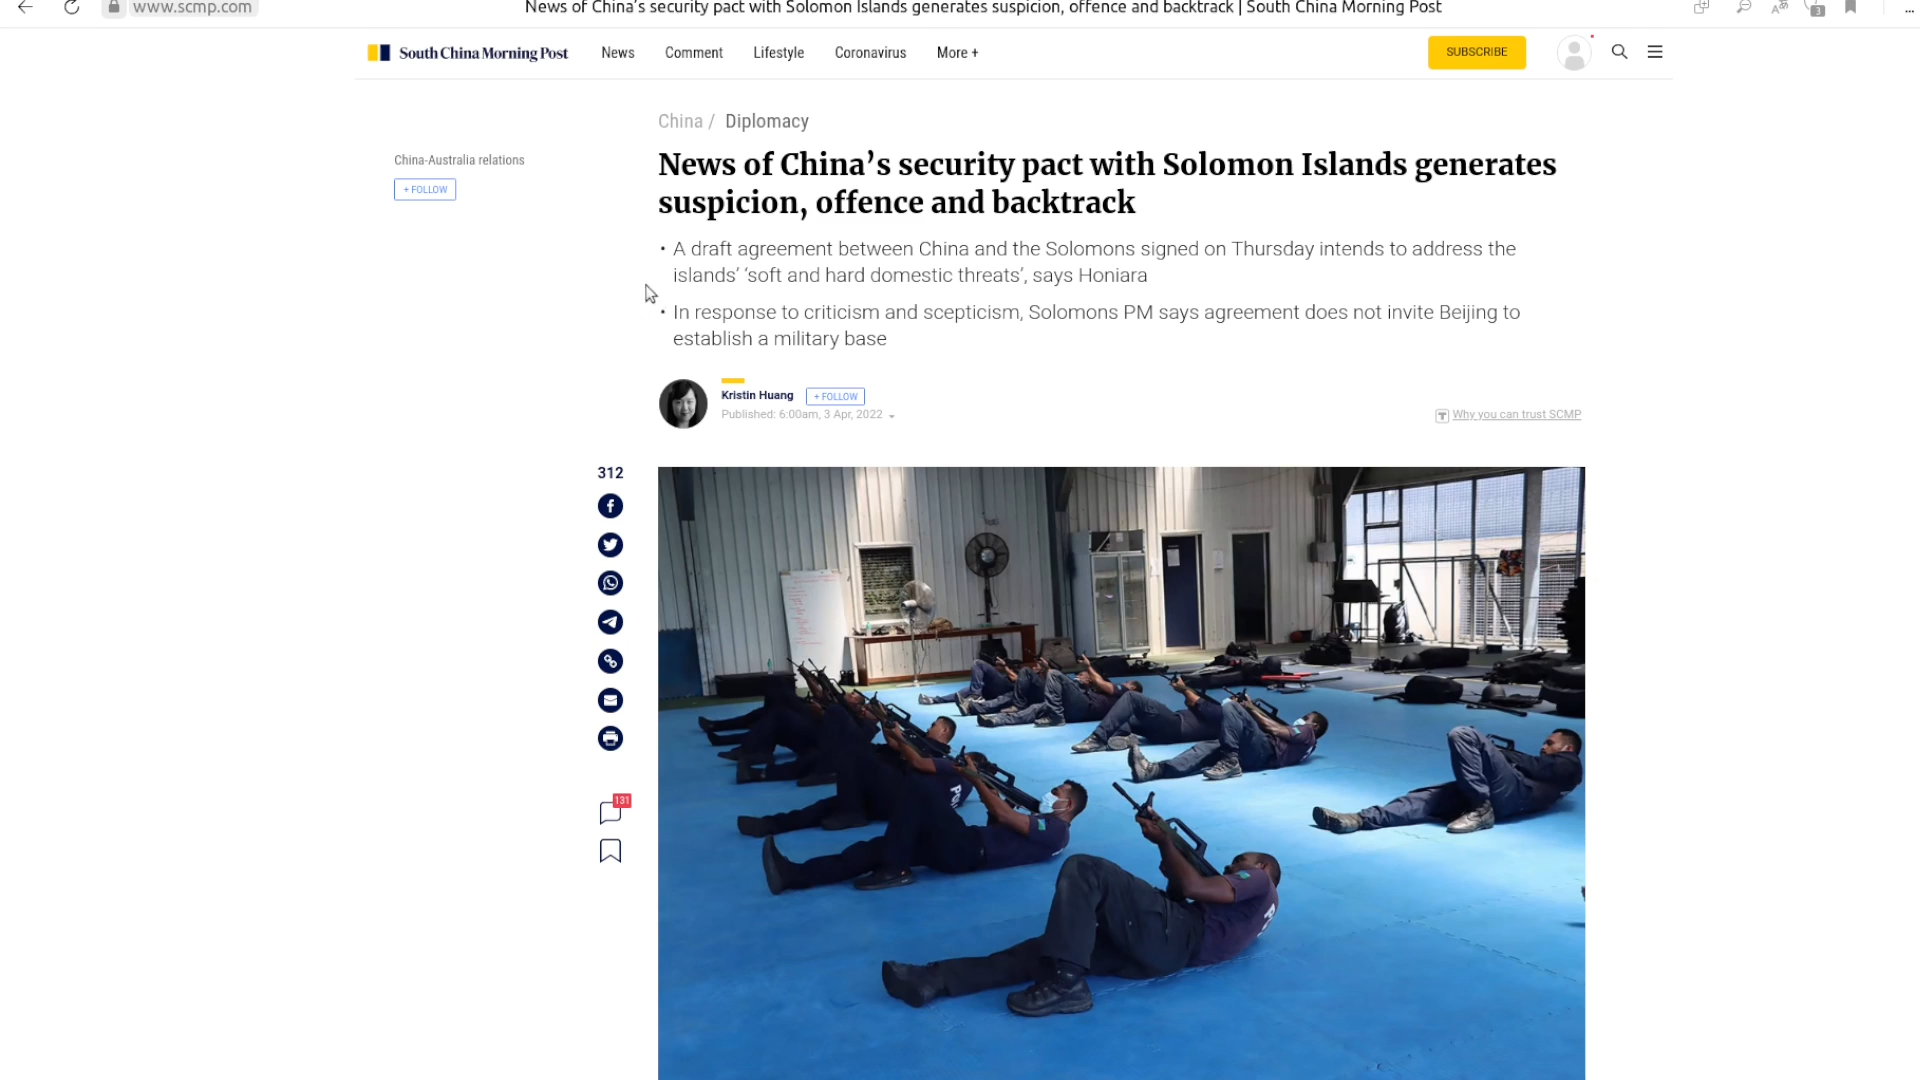 www.scmp.com
News of China’s security pact with Solomon Islands generates suspicion, offence and backtrack | South China Morning Post
3
South China Morning Post
News
Comment
Lifestyle
Coronavirus
More +
SUBSCRIBE
China / Diplomacy
China-Australia relations
+ FOLLOW
News of China’s security pact with Solomon Islands generates
suspicion, offence and backtrack
• A draft agreement between China and the Solomons signed on Thursday intends to address the
islands’ ‘soft and hard domestic threats’, says Honiara
• In response to criticism and scepticism, Solomons PM says agreement does not invite Beijing to
establish a military base
Kristin Huang
+ FOLLOW
Published: 6:00am, 3 Apr, 2022
Why you can trust SCMP
312
131